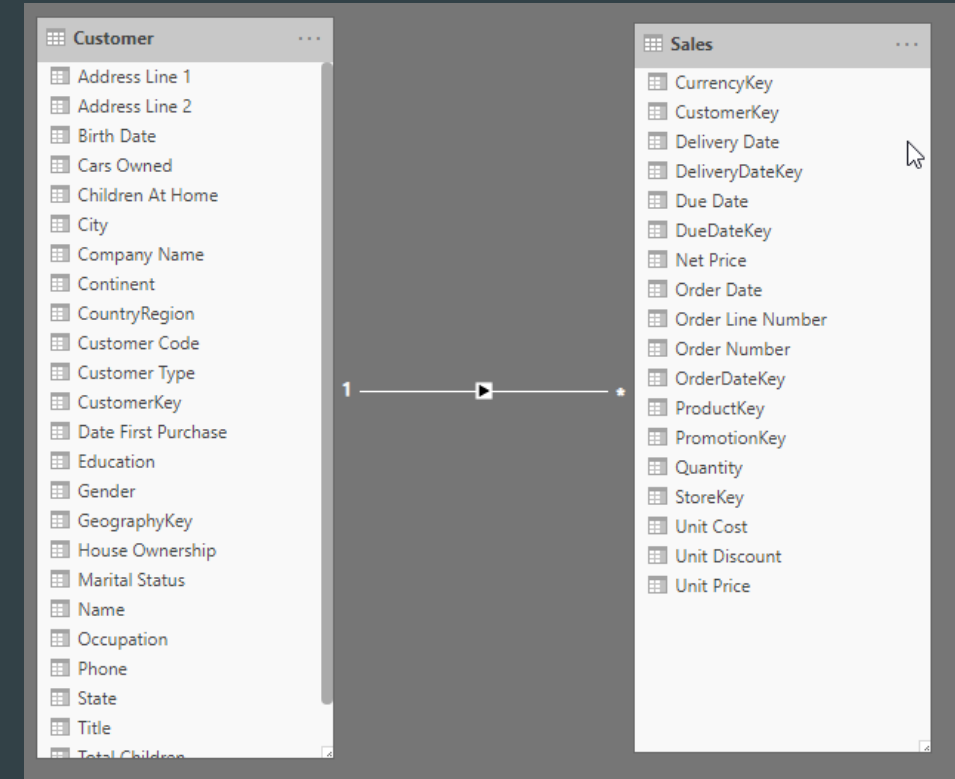 Customer
Address Line 1
Address Line 2
Birth Date
Cars Owned
Children At Home
City
Company Name
Continent
CountryRegion
Customer Code
Customer Type
CustomerKey
Date First Purchase
Education
Gender
GeographyKey
House Ownership
Marital Status
Name
Occupation
Phone
State
Title
Total Children
1
*
Sales
CurrencyKey
CustomerKey
Delivery Date
DeliveryDateKey
Due Date
DueDateKey
Net Price
Order Date
Order Line Number
Order Number
OrderDateKey
ProductKey
PromotionKey
Quantity
StoreKey
Unit Cost
Unit Discount
Unit Price